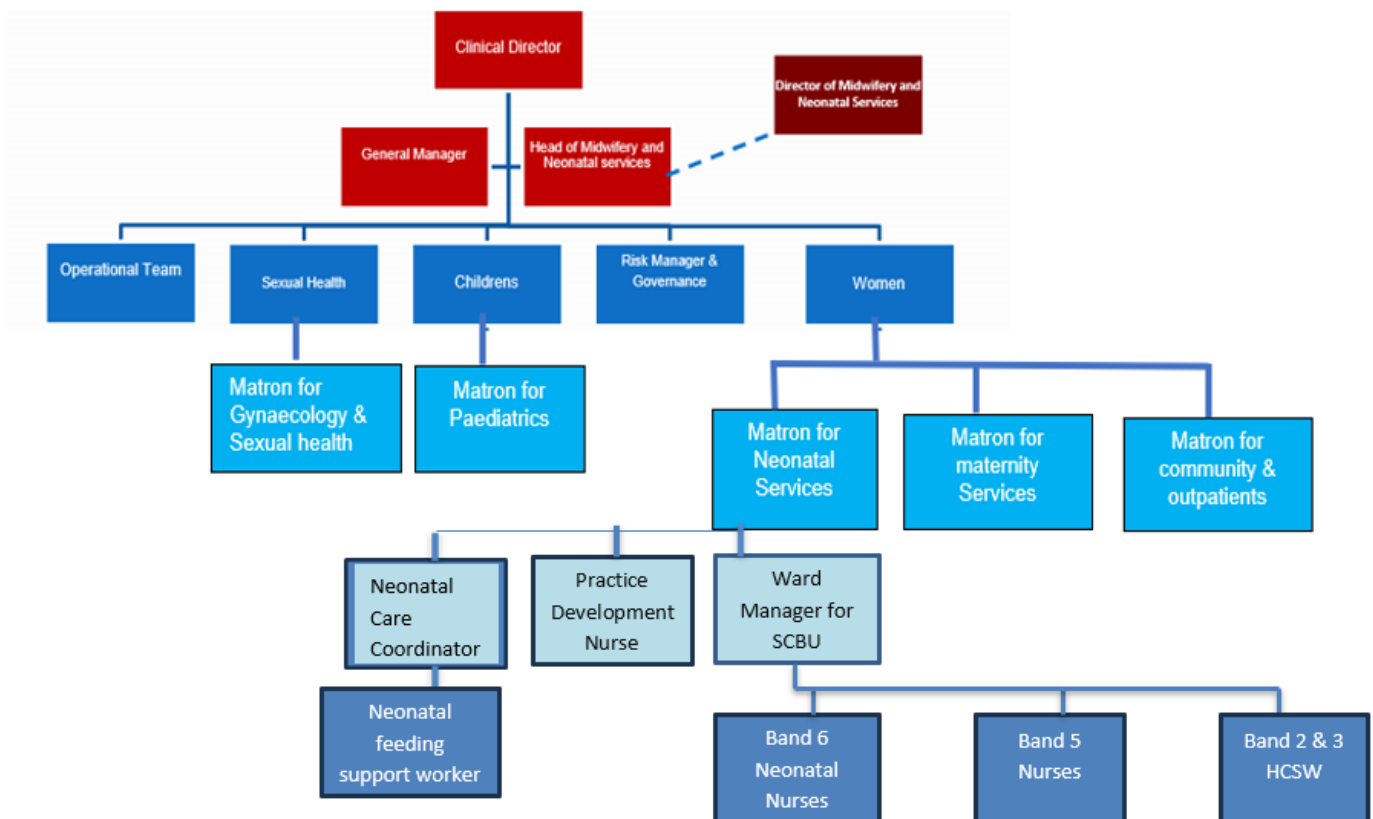 Clinical Director
Director of Midwifery and
Neonatal Services
General Manager
Head of Midwifery and
Neonatal services
Operational Team
Sexual Health
Childrens
Risk Manager &
Governance
Women
Matron for
Gynaecology &
Sexual health
Matron for
Paediatrics
Matron for
Neonatal
Services
Matron for
maternity
Services
Matron for
community &
outpatients
Neonatal
Care
Coordinator
Practice
Development
Nurse
Ward
Manager for
SCBU
Neonatal
feeding
support worker
Band 6
Neonatal
Nurses
Band 5
Nurses
Band 2 & 3
HCSW